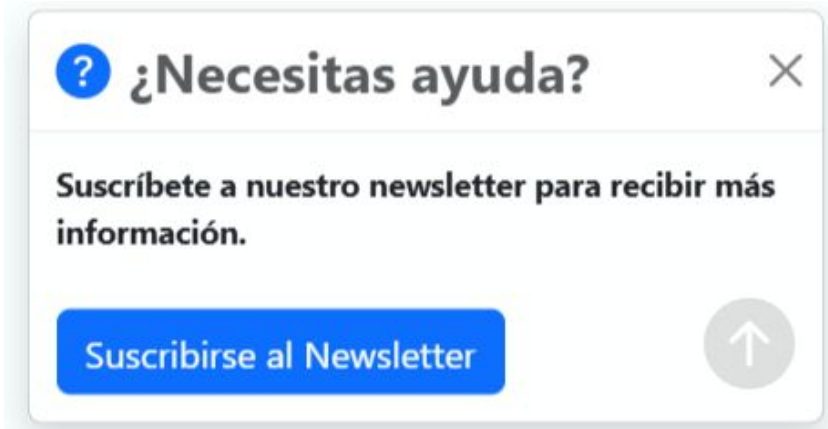 ? ¿Necesitas ayuda?
Suscríbete a nuestro newsletter para recibir más
información.
Suscribirse al Newsletter